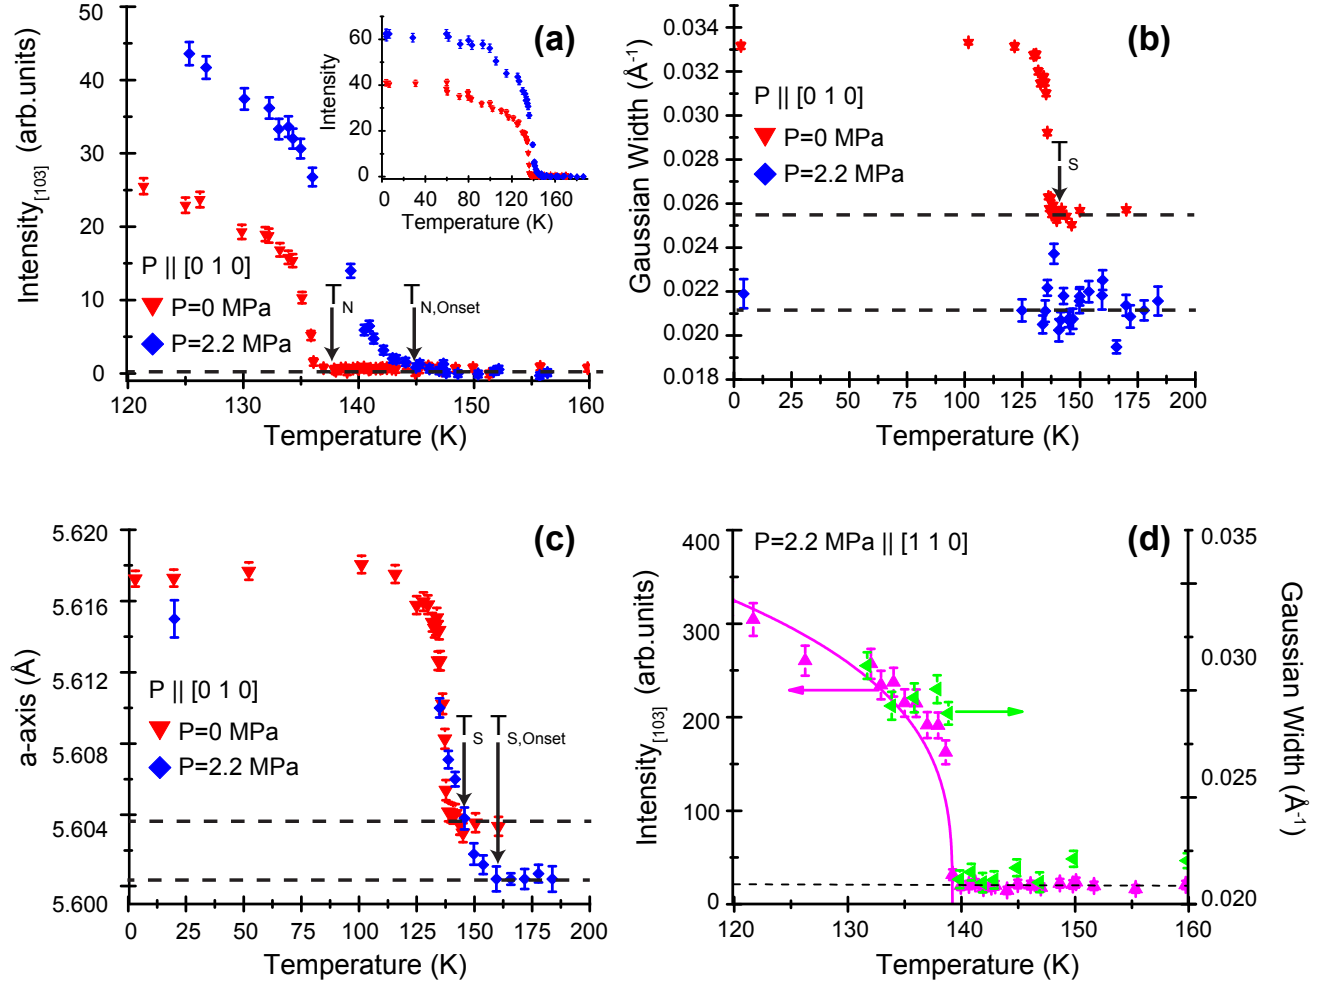 (a)
Intensity[103] (arb.units)
50
40
30
20
10
0
120
130
140
150
160
Temperature (K)
P || [0 1 0]
P=0 MPa
P=2.2 MPa
TN
TN,Onset
Intensity
60
40
20
0
0
40
80
120
160
Temperature (K)
(b)
Gaussian Width (Å-1)
0.034
0.032
0.030
0.028
0.026
0.024
0.022
0.020
0.018
0
25
50
75
100
125
150
175
200
Temperature (K)
P || [0 1 0]
P=0 MPa
P=2.2 MPa
TS
(c)
a-axis (Å)
5.620
5.616
5.612
5.608
5.604
5.600
0
25
50
75
100
125
150
175
200
Temperature (K)
P || [0 1 0]
P=0 MPa
P=2.2 MPa
TS
TS,Onset
P=2.2 MPa || [1 1 0]
(d)
Intensity[103] (arb.units)
400
300
200
100
0
120
130
140
150
160
Temperature (K)
0.035
0.030
0.025
0.020
Gaussian Width (Å-1)